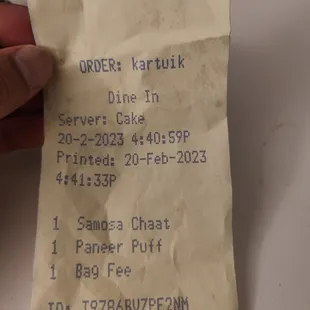 ORDER: kartuik
Dine In
Server: Cake
20-2-2023 4:40:59P
Printed: 20-Feb-2023
4:41:33P
1 Samosa Chaat
1 Paneer Puff
1 Bag Fee
ID: